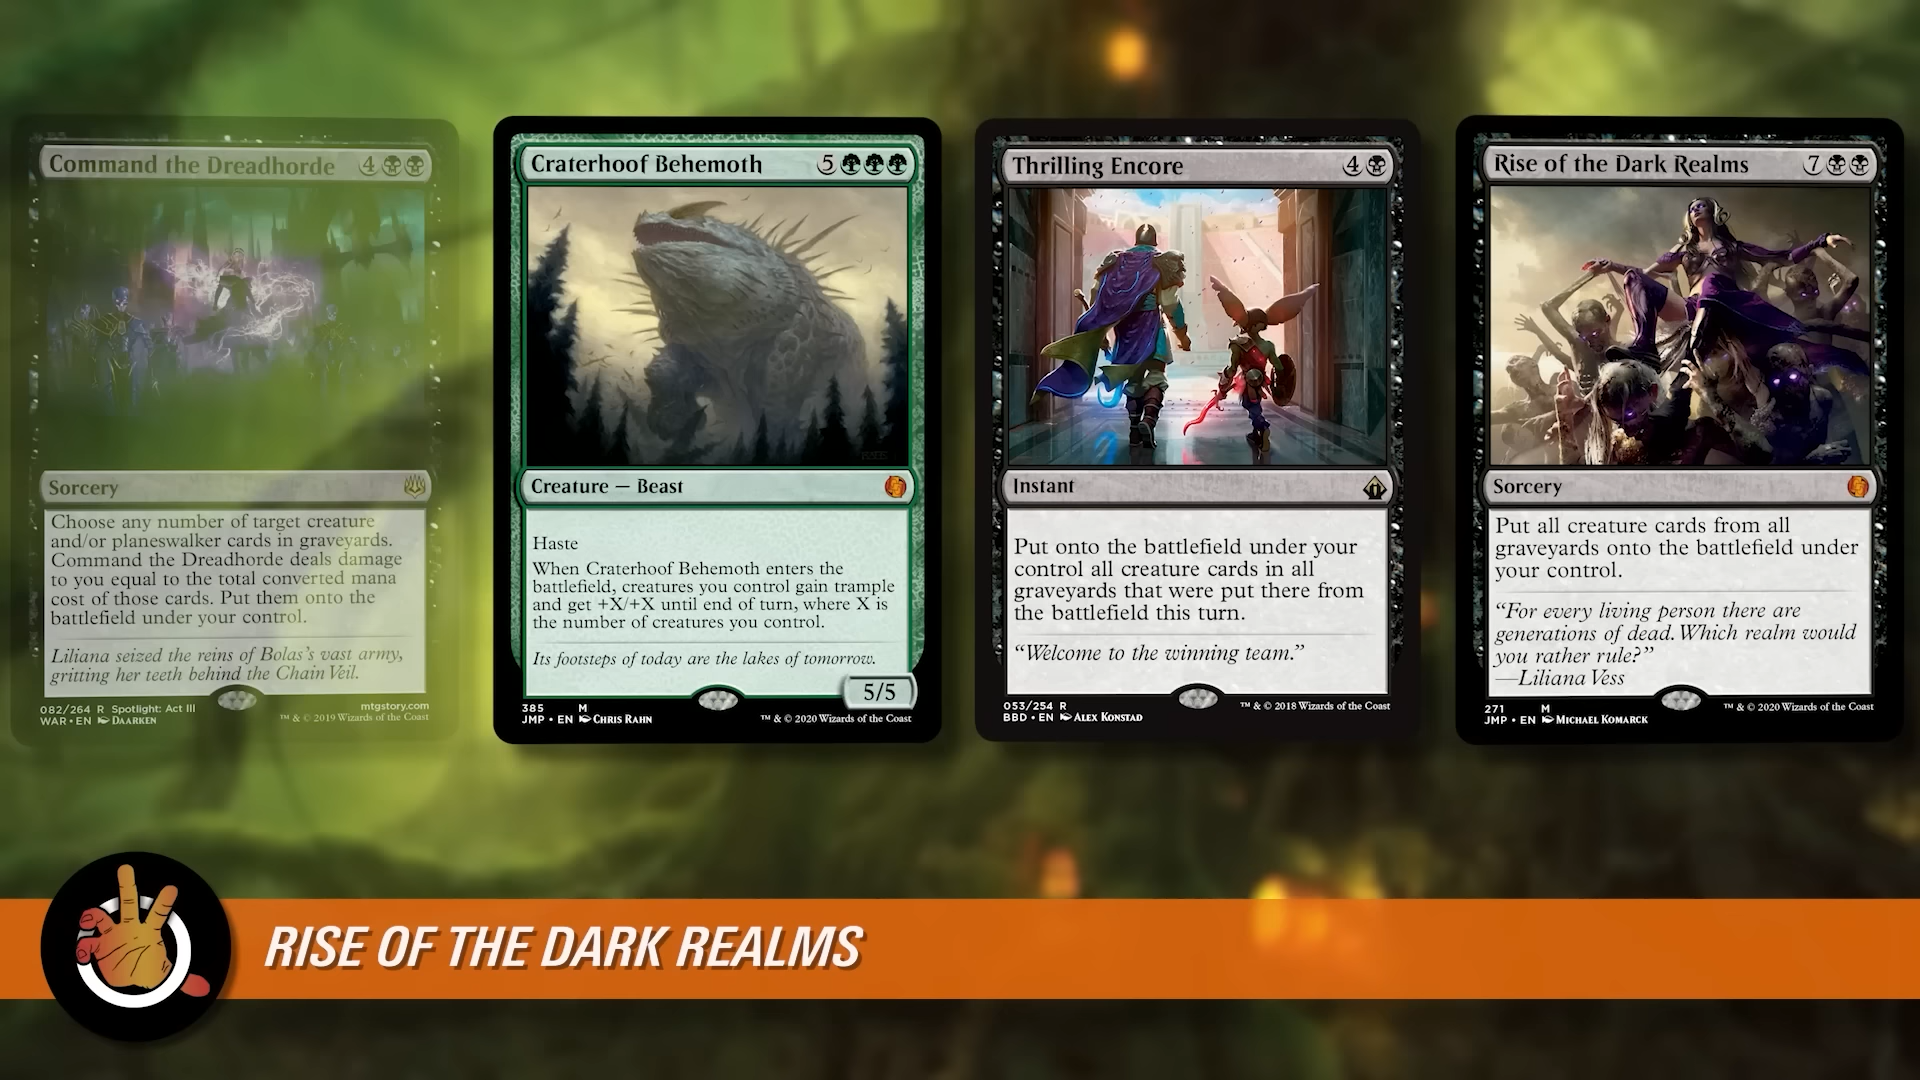 Command the Dreadhorde 4
Sorcery
Choose any number of target creature
and/or planeswalker cards in graveyards.
Command the Dreadhorde deals damage
to you equal to the total converted mana
cost of those cards. Put them onto the
battlefield under your control.
Liliana seized the reins of Bolas's vast army,
gritting her teeth behind the Chain Veil.
082/264 R Spotlight: Act III
WAR • EN DAARKEN
mtgstory.com
™ & © 2019 Wizards of the Coast
Craterhoof Behemoth 5
Creature — Beast
Haste
When Craterhoof Behemoth enters the
battlefield, creatures you control gain trample
and get +X/+X until end of turn, where X is
the number of creatures you control.
Its footsteps of today are the lakes of tomorrow.
5/5
385 M
JMP • EN CHRIS RAHN
™ & © 2020 Wizards of the Coast
Thrilling Encore 4
Instant
Put onto the battlefield under your
control all creature cards in all
graveyards that were put there from
the battlefield this turn.
“Welcome to the winning team.”
053/254 R
BBD • EN ALEX KONSTAD
™ & © 2018 Wizards of the Coast
Rise of the Dark Realms 7
Sorcery
Put all creature cards from all
graveyards onto the battlefield under
your control.
“For every living person there are
generations of dead. Which realm would
you rather rule?”
—Liliana Vess
271 M
JMP • EN MICHAEL KOMARCK
™ & © 2020 Wizards of the Coast
RISE OF THE DARK REALMS